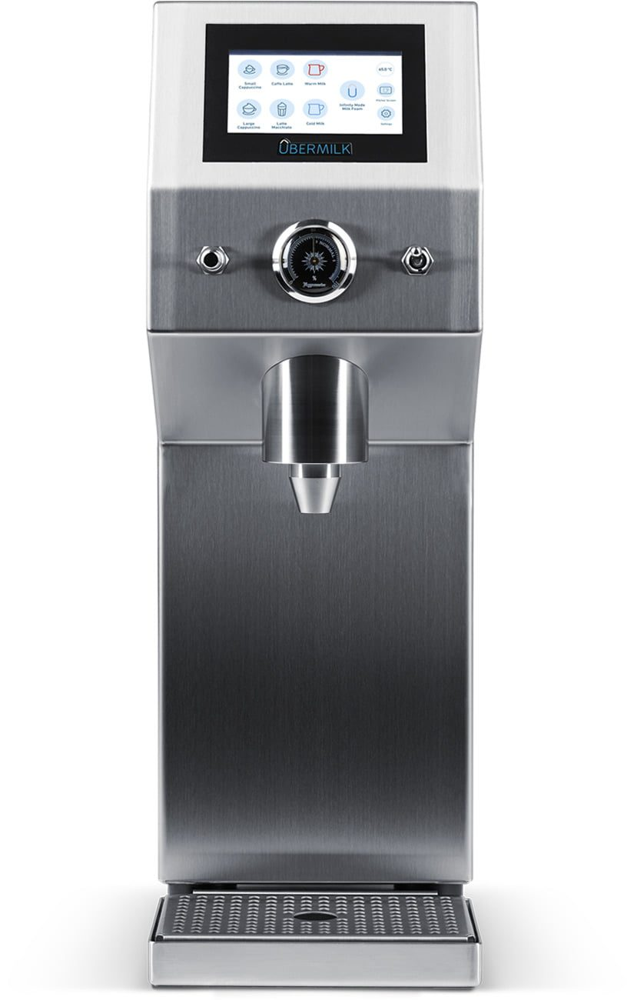 Small
Cappuccino
Caffe Latte
Warm Milk
65.0 °C
Infinity Mode
Milk Foam
Large
Cappuccino
Latte
Macchiato
Cold Milk
Settings
ÜBERMILK
NORMAL
%